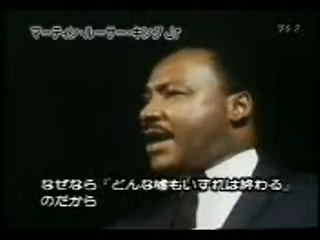 マーティン・ルーサー・キング Jr
なぜなら『どんな嘘もいずれは終わる』
のだから